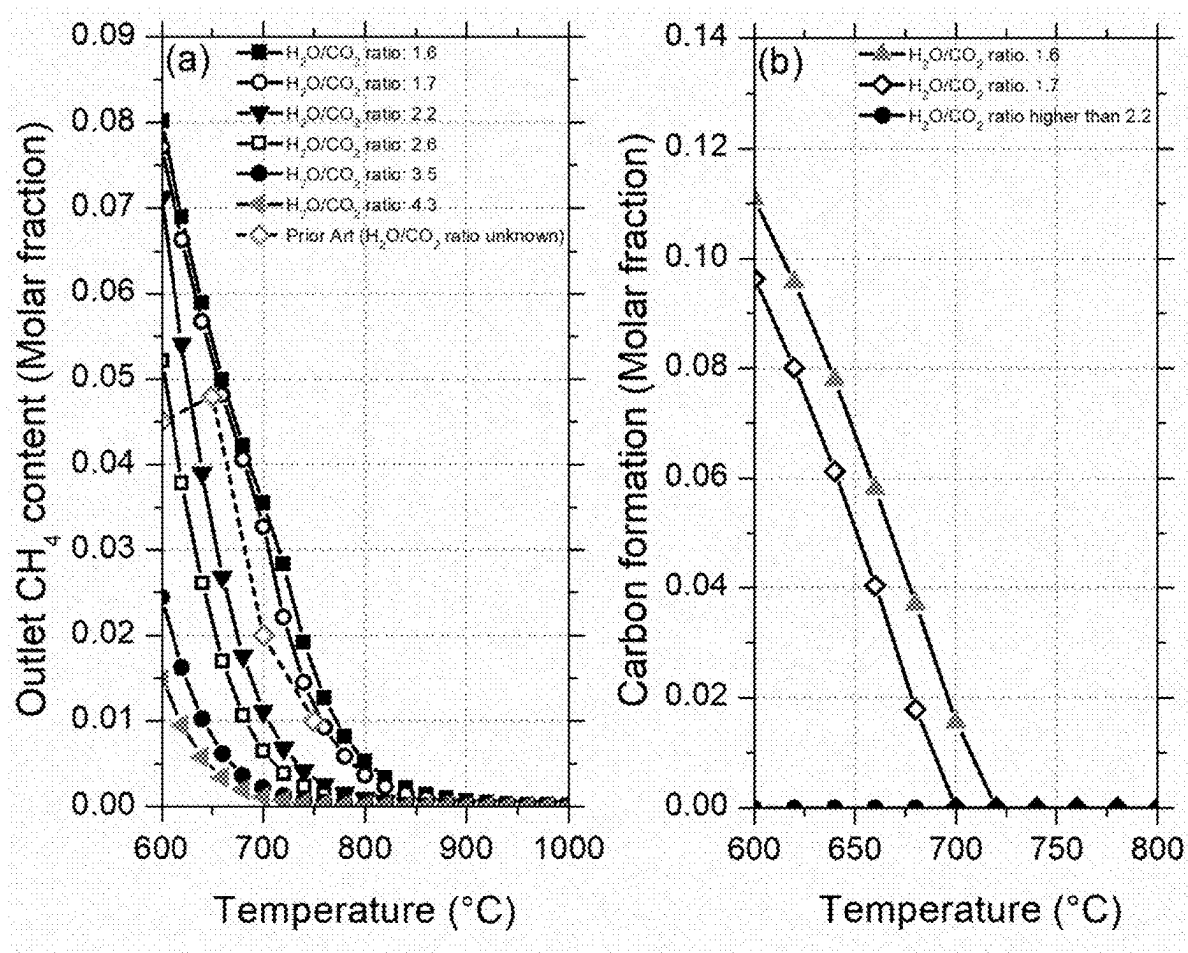 (a)
H₂O/CO₂ ratio: 1.6
H₂O/CO₂ ratio: 1.7
H₂O/CO₂ ratio: 2.2
H₂O/CO₂ ratio: 2.6
H₂O/CO₂ ratio: 3.5
H₂O/CO₂ ratio: 4.3
Prior Art (H₂O/CO₂ ratio unknown)
0.09
0.08
0.07
0.06
0.05
0.04
0.03
0.02
0.01
0.00
Outlet CH₄ content (Molar fraction)
600 700 800 900 1000
Temperature (°C)
(b)
H₂O/CO₂ ratio. 1.6
H₂O/CO₂ ratio. 1.7
H₂O/CO₂ ratio higher than 2.2
0.14
0.12
0.10
0.08
0.06
0.04
0.02
0.00
Carbon formation (Molar fraction)
600 650 700 750 800
Temperature (°C)